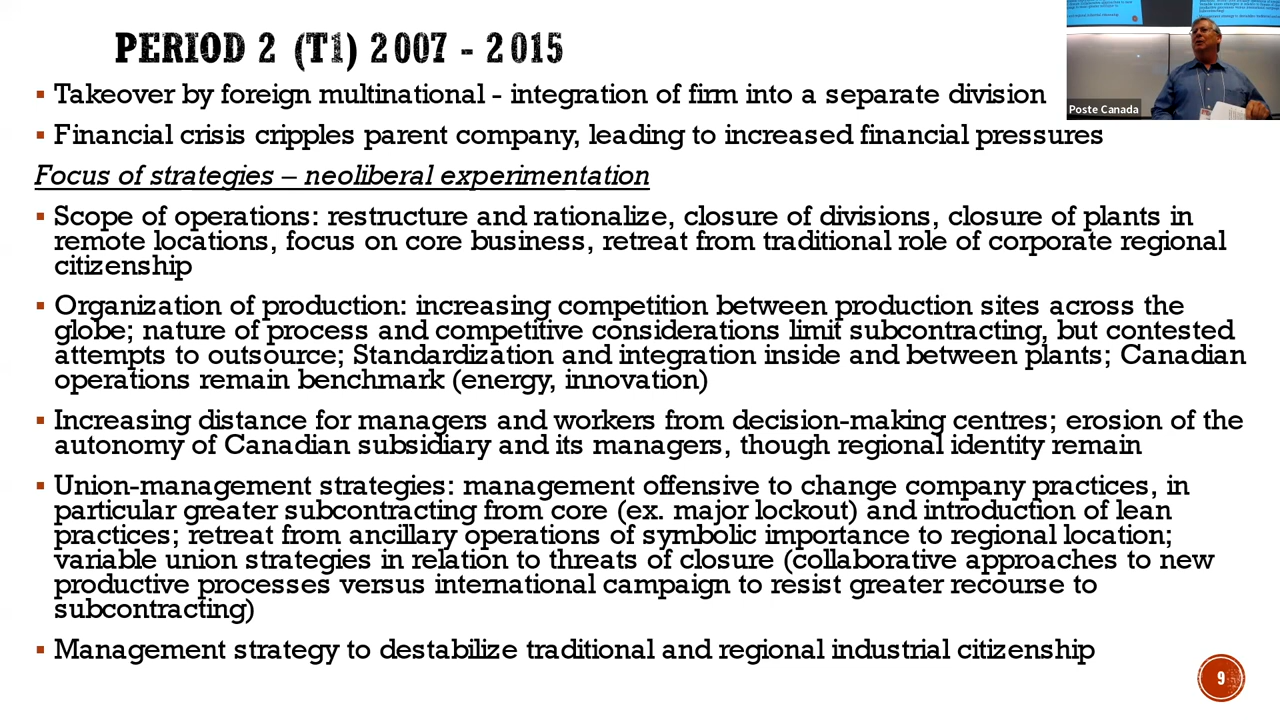 PERIOD 2 (T1) 2007 - 2015
▪ Takeover by foreign multinational - integration of firm into a separate division
Poste Canada
▪ Financial crisis cripples parent company, leading to increased financial pressures
Focus of strategies – neoliberal experimentation
▪ Scope of operations: restructure and rationalize, closure of divisions, closure of plants in
remote locations, focus on core business, retreat from traditional role of corporate regional
citizenship
▪ Organization of production: increasing competition between production sites across the
globe; nature of process and competitive considerations limit subcontracting, but contested
attempts to outsource; Standardization and integration inside and between plants; Canadian
operations remain benchmark (energy, innovation)
▪ Increasing distance for managers and workers from decision-making centres; erosion of the
autonomy of Canadian subsidiary and its managers, though regional identity remain
▪ Union-management strategies: management offensive to change company practices, in
particular greater subcontracting from core (ex. major lockout) and introduction of lean
practices; retreat from ancillary operations of symbolic importance to regional location;
variable union strategies in relation to threats of closure (collaborative approaches to new
productive processes versus international campaign to resist greater recourse to
subcontracting)
▪ Management strategy to destabilize traditional and regional industrial citizenship
9